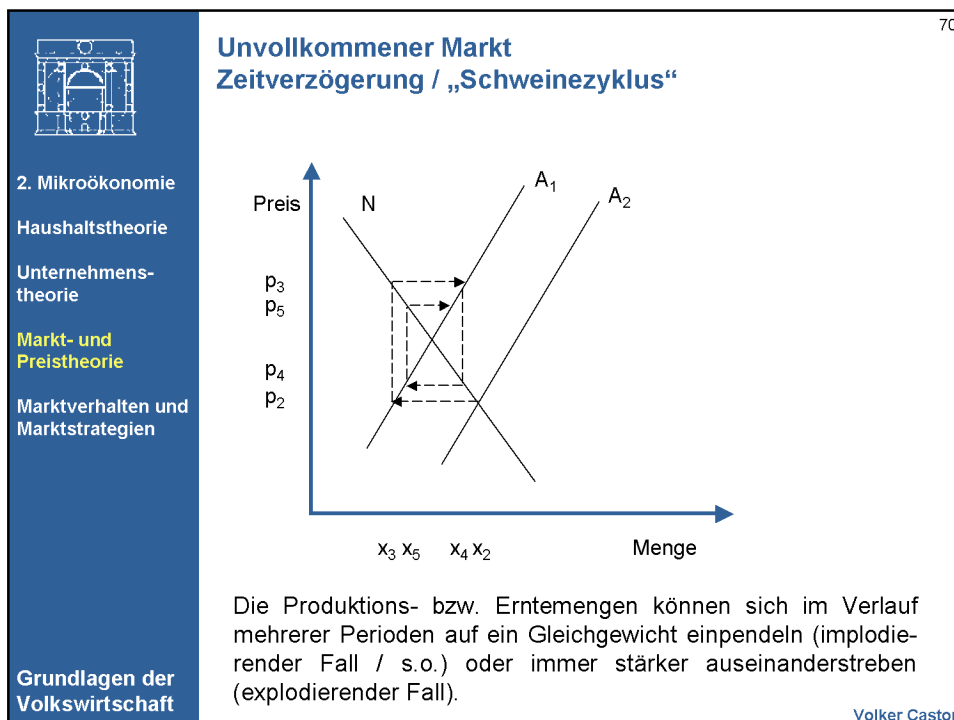 70
Unvollkommener Markt
Zeitverzögerung / „Schweinezyklus“
2. Mikroökonomie
Haushaltstheorie
Unternehmens-
theorie
Markt- und
Preistheorie
Marktverhalten und
Marktstrategien
Grundlagen der
Volkswirtschaft
Preis
N
A₁
A₂
p₃
p₅
p₄
p₂
x₃ x₅ x₄ x₂ Menge
Die Produktions- bzw. Erntemengen können sich im Verlauf
mehrerer Perioden auf ein Gleichgewicht einpendeln (implodie-
render Fall / s.o.) oder immer stärker auseinanderstreben
(explodierender Fall).
Volker Castor